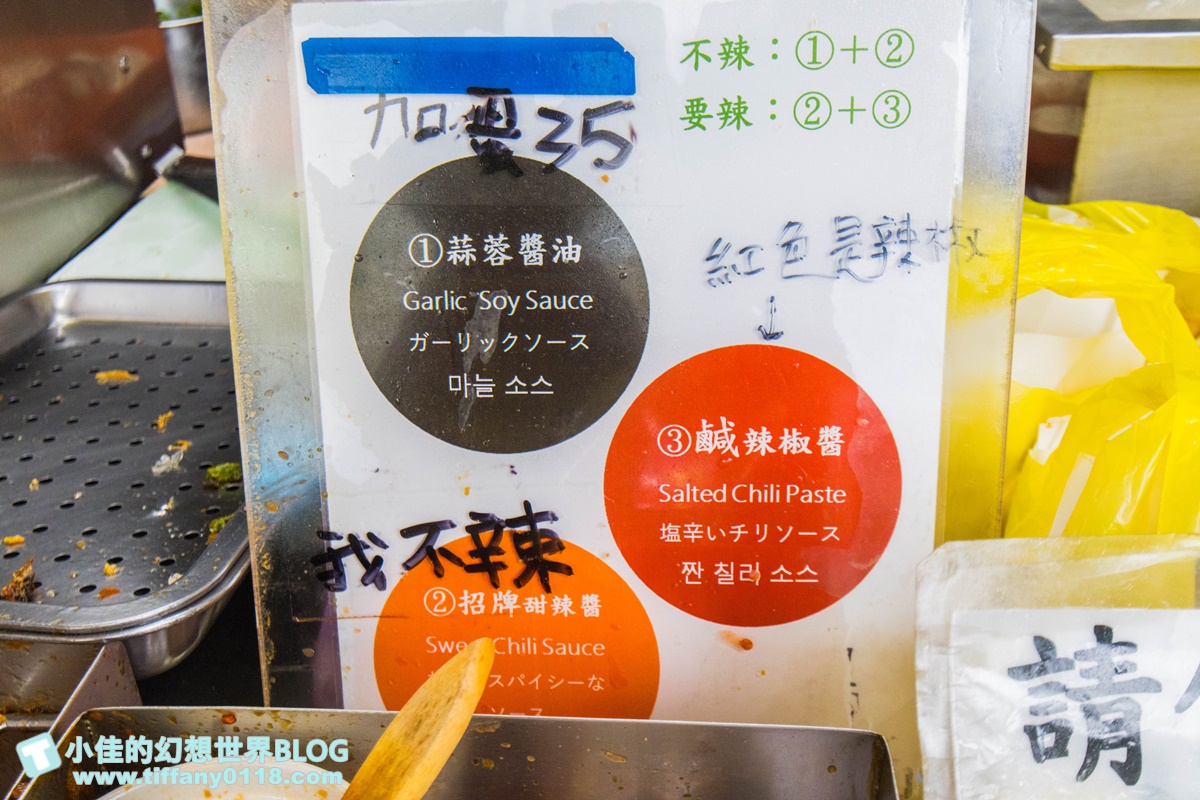 不辣：①＋②
要辣：②＋③
加蛋35
①蒜蓉醬油
Garlic Soy Sauce
ガーリックソース
마늘 소스
紅色是辣椒
↓
③鹹辣椒醬
Salted Chili Paste
塩辛いチリソース
짠 칠리 소스
我不辣
②招牌甜辣醬
Chili Sauce
スパイシーな
ソース
請
小佳的幻想世界BLOG
www.tiffany0118.com